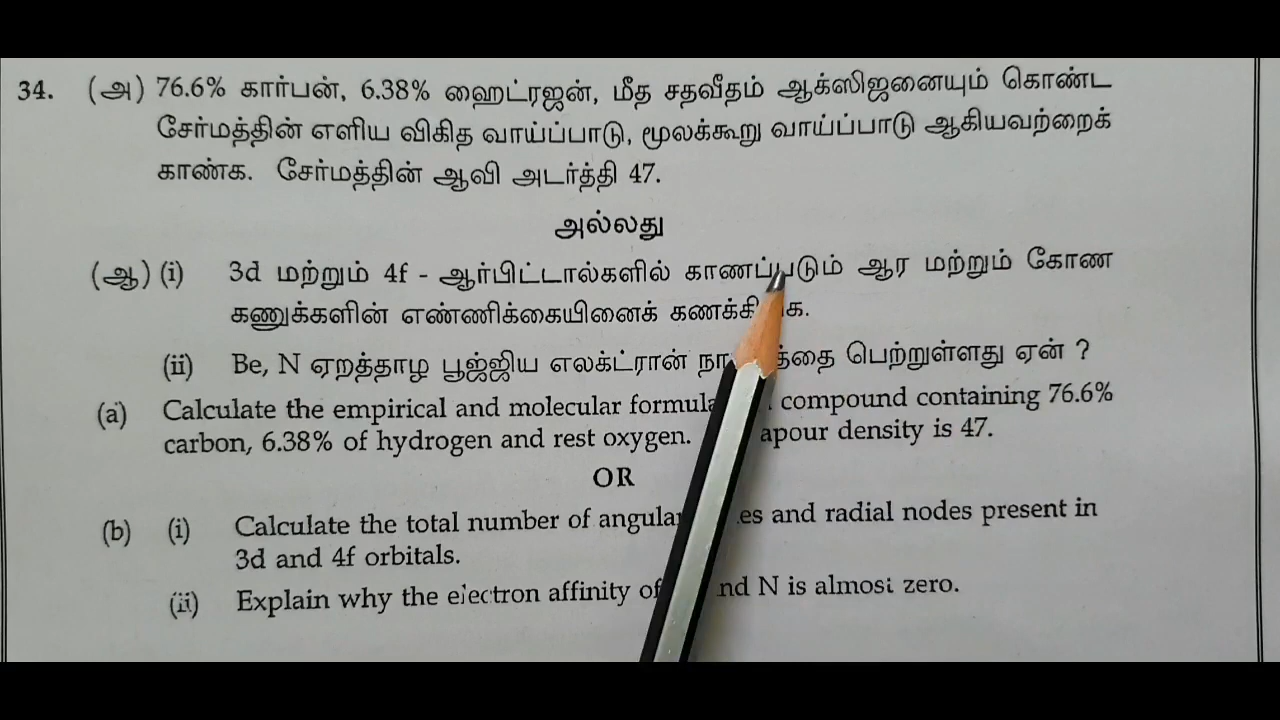 34. (அ) 76.6% கார்பன், 6.38% ஹைட்ரஜன், மீத சதவீதம் ஆக்ஸிஜனையும் கொண்ட
சேர்மத்தின் எளிய விகித வாய்ப்பாடு, மூலக்கூறு வாய்ப்பாடு ஆகியவற்றைக்
காண்க. சேர்மத்தின் ஆவி அடர்த்தி 47.
அல்லது
(ஆ) (i) 3d மற்றும் 4f - ஆர்பிட்டால்களில் காணப்படும் ஆர மற்றும் கோண
கணுக்களின் எண்ணிக்கையினைக்
(ii) Be, N ஏறத்தாழ பூஜ்ஜிய எலக்ட்ரான் பெற்றுள்ளது ஏன் ?
(a) Calculate the empirical and molecular formula compound containing 76.6%
carbon, 6.38% of hydrogen and rest oxygen. apour density is 47.
OR
(b) (i) Calculate the total number of angular es and radial nodes present in
3d and 4f orbitals.
(ii) Explain why the electron affinity of nd N is almost zero.